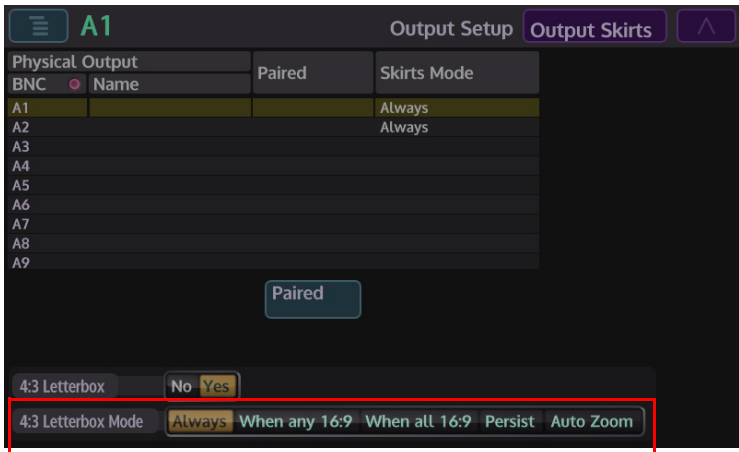 A1 Output Setup Output Skirts
Physical Output Paired Skirts Mode
BNC Name
A1 Always
A2 Always
A3
A4
A5
A6
A7
A8
A9
Paired
4:3 Letterbox No Yes
4:3 Letterbox Mode Always When any 16:9 When all 16:9 Persist Auto Zoom